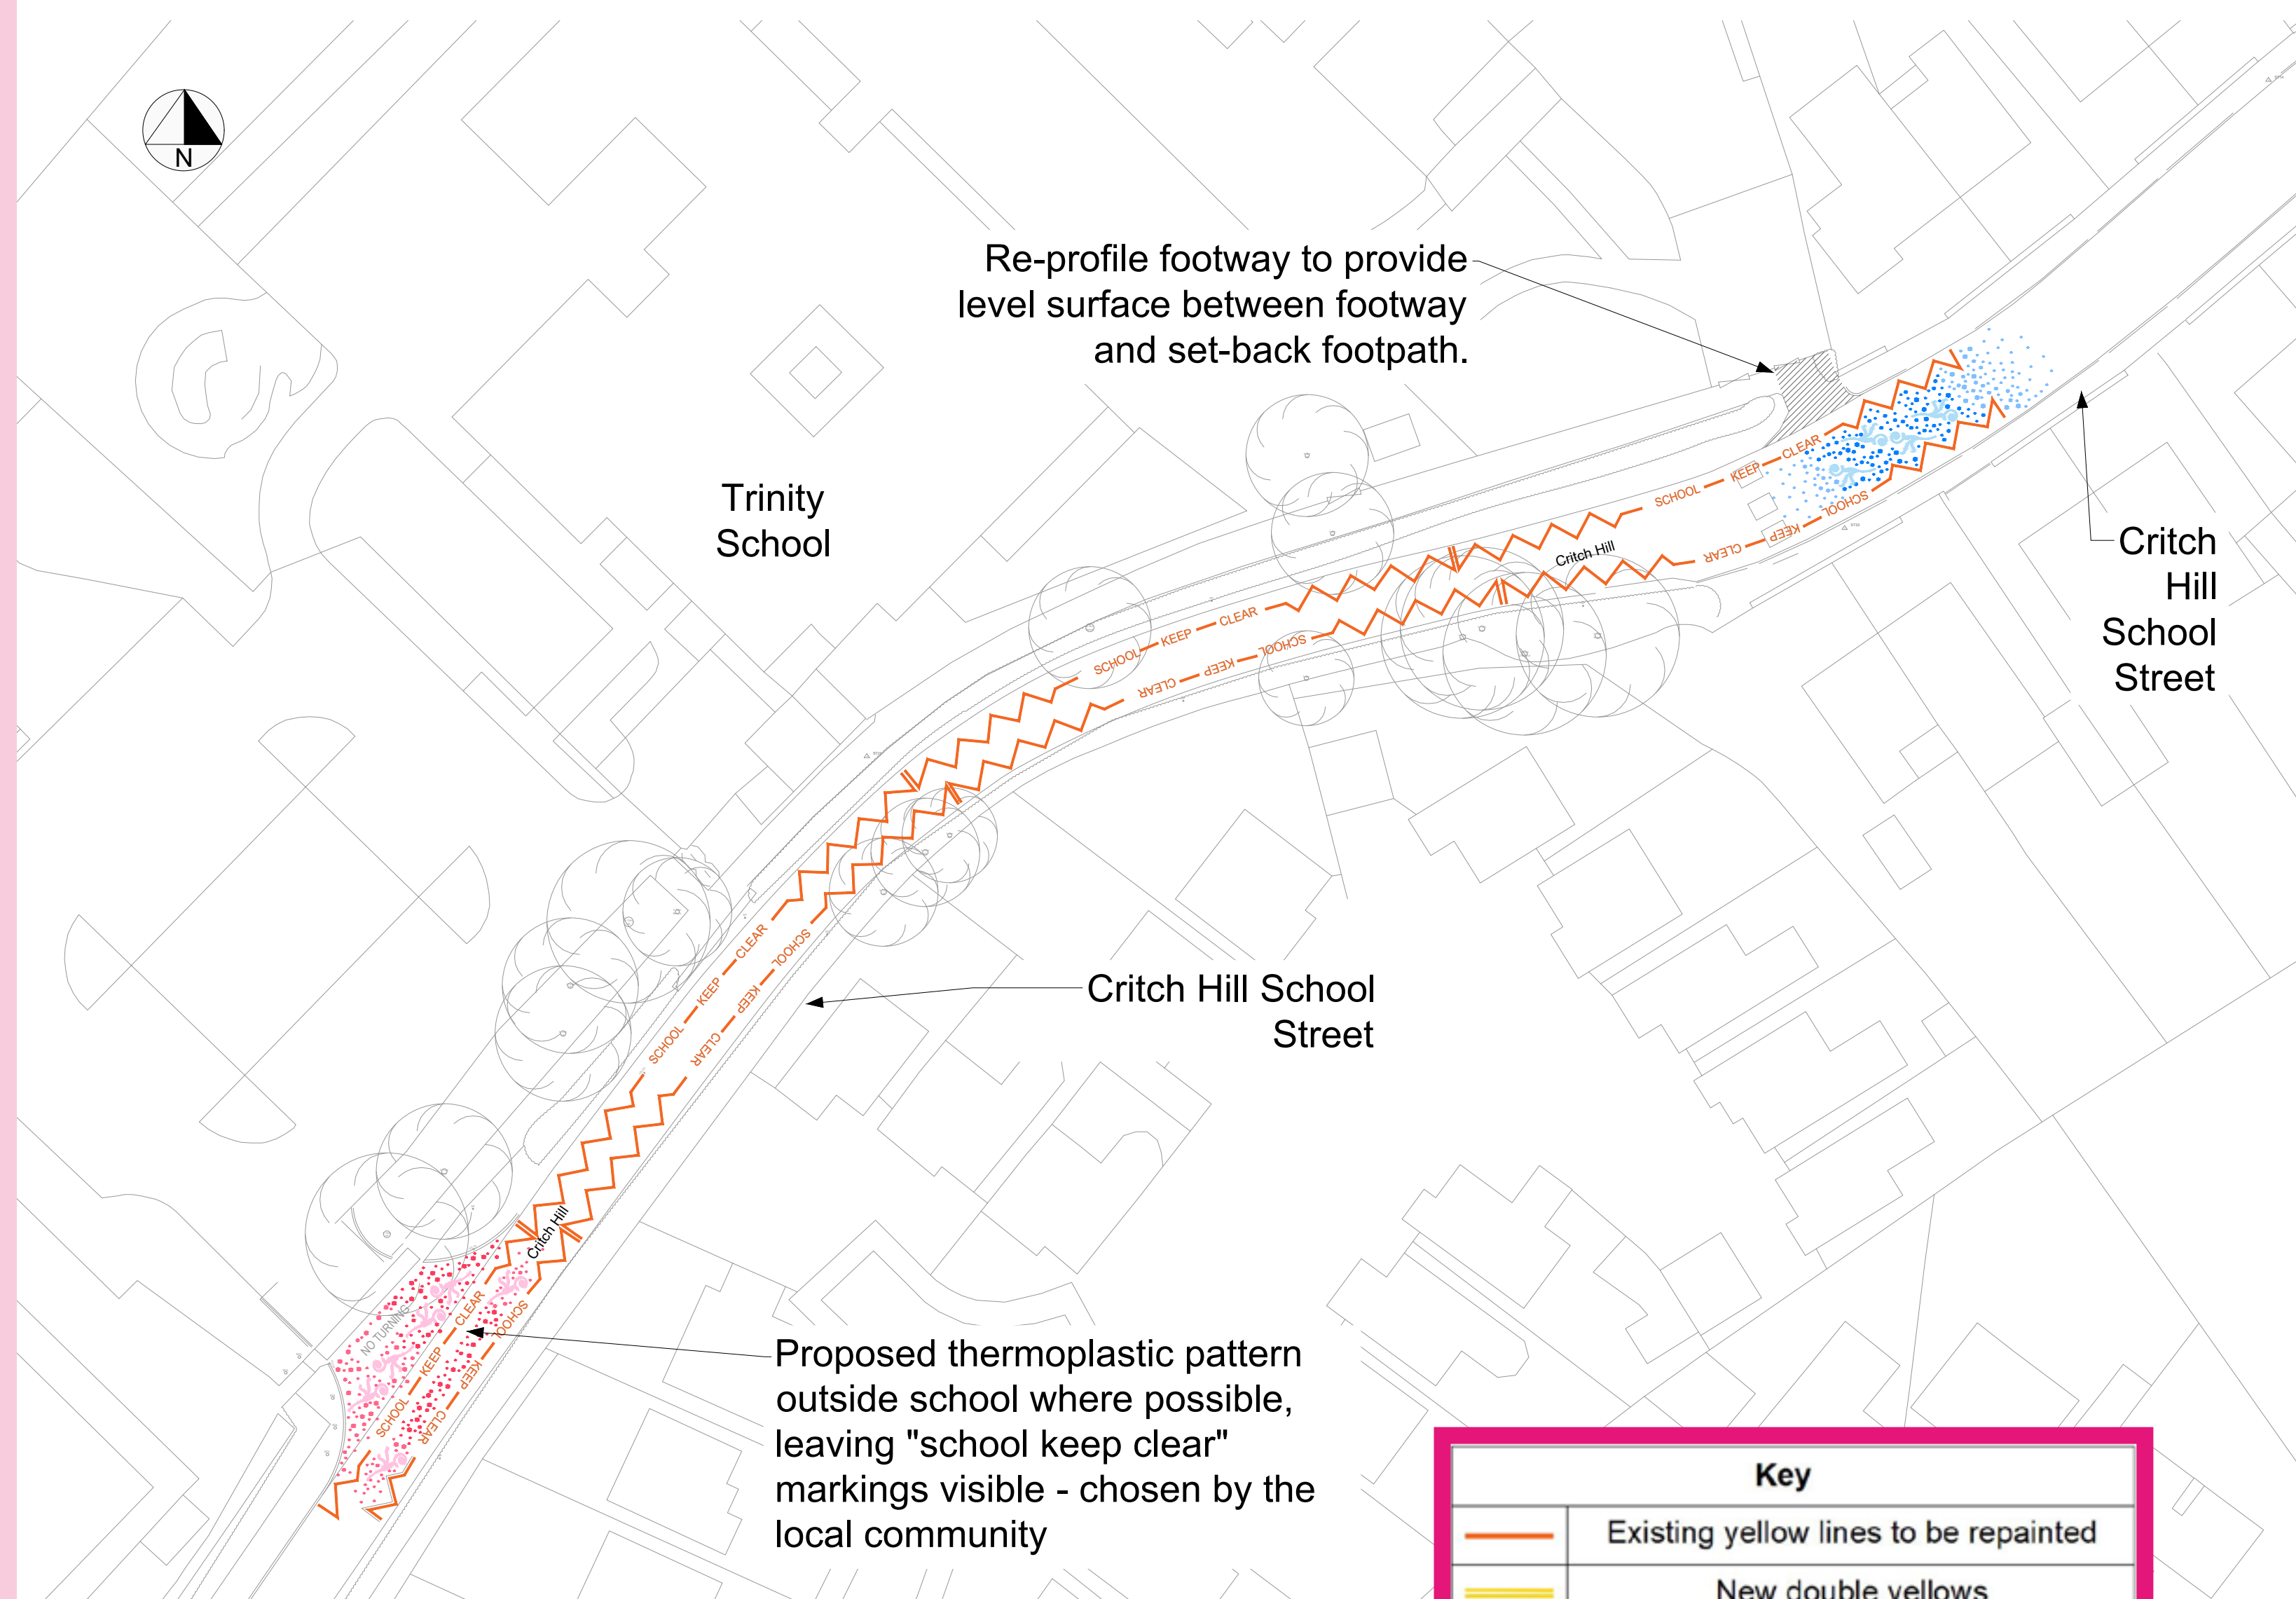 N
Re-profile footway to provide
level surface between footway
and set-back footpath.
Trinity
School
Critch
Hill
School
Street
SCHOOL KEEP CLEAR
SCHOOL KEEP CLEAR
Critch Hill
SCHOOL KEEP CLEAR
SCHOOL KEEP CLEAR
Critch Hill School
Street
SCHOOL KEEP CLEAR
SCHOOL KEEP CLEAR
Critch Hill
NO TURNING
SCHOOL KEEP CLEAR
SCHOOL KEEP CLEAR
Proposed thermoplastic pattern
outside school where possible,
leaving "school keep clear"
markings visible - chosen by the
local community
Key
Existing yellow lines to be repainted
New double yellows